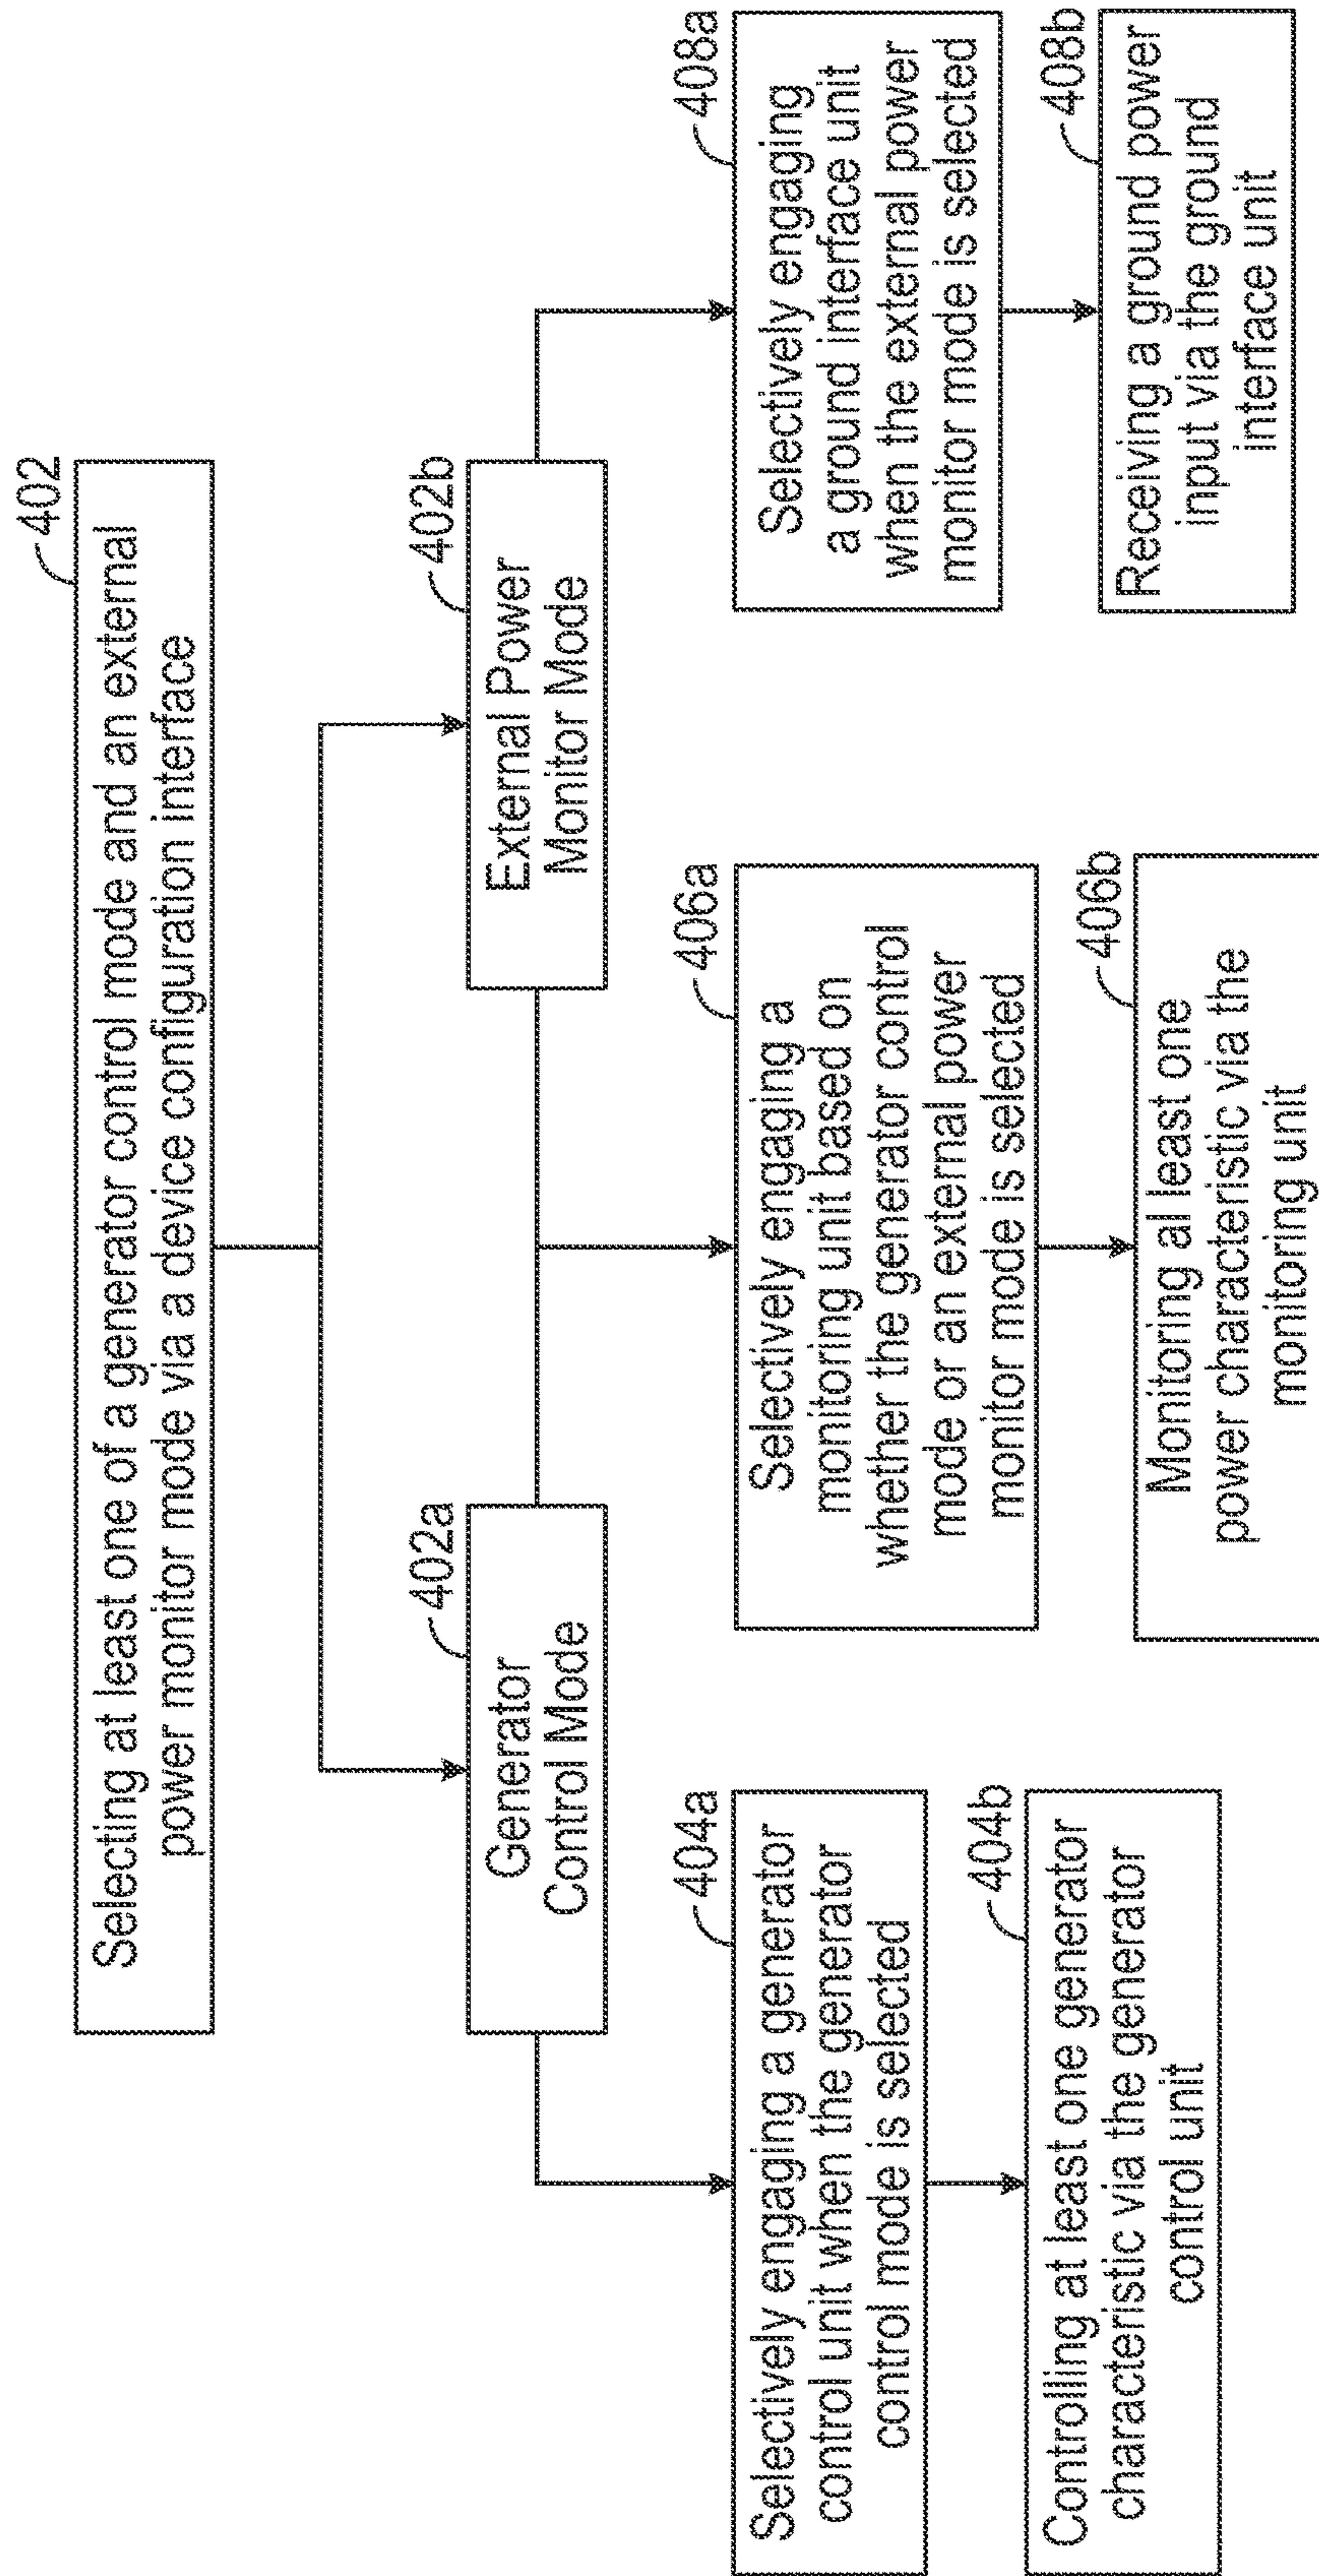 402
Selecting at least one of a generator control mode and an external
power monitor mode via a device configuration interface
402a
Generator
Control Mode
402b
External Power
Monitor Mode
404a
Selectively engaging a generator
control unit when the generator
control mode is selected
404b
Controlling at least one generator
characteristic via the generator
control unit
406a
Selectively engaging a
monitoring unit based on
whether the generator control
mode or an external power
monitor mode is selected
406b
Monitoring al least one
power characteristic via the
monitoring unit
408a
Selectively engaging
a ground interface unit
when the external power
monitor mode is selected
408b
Receiving a ground power
input via the ground
interface unit